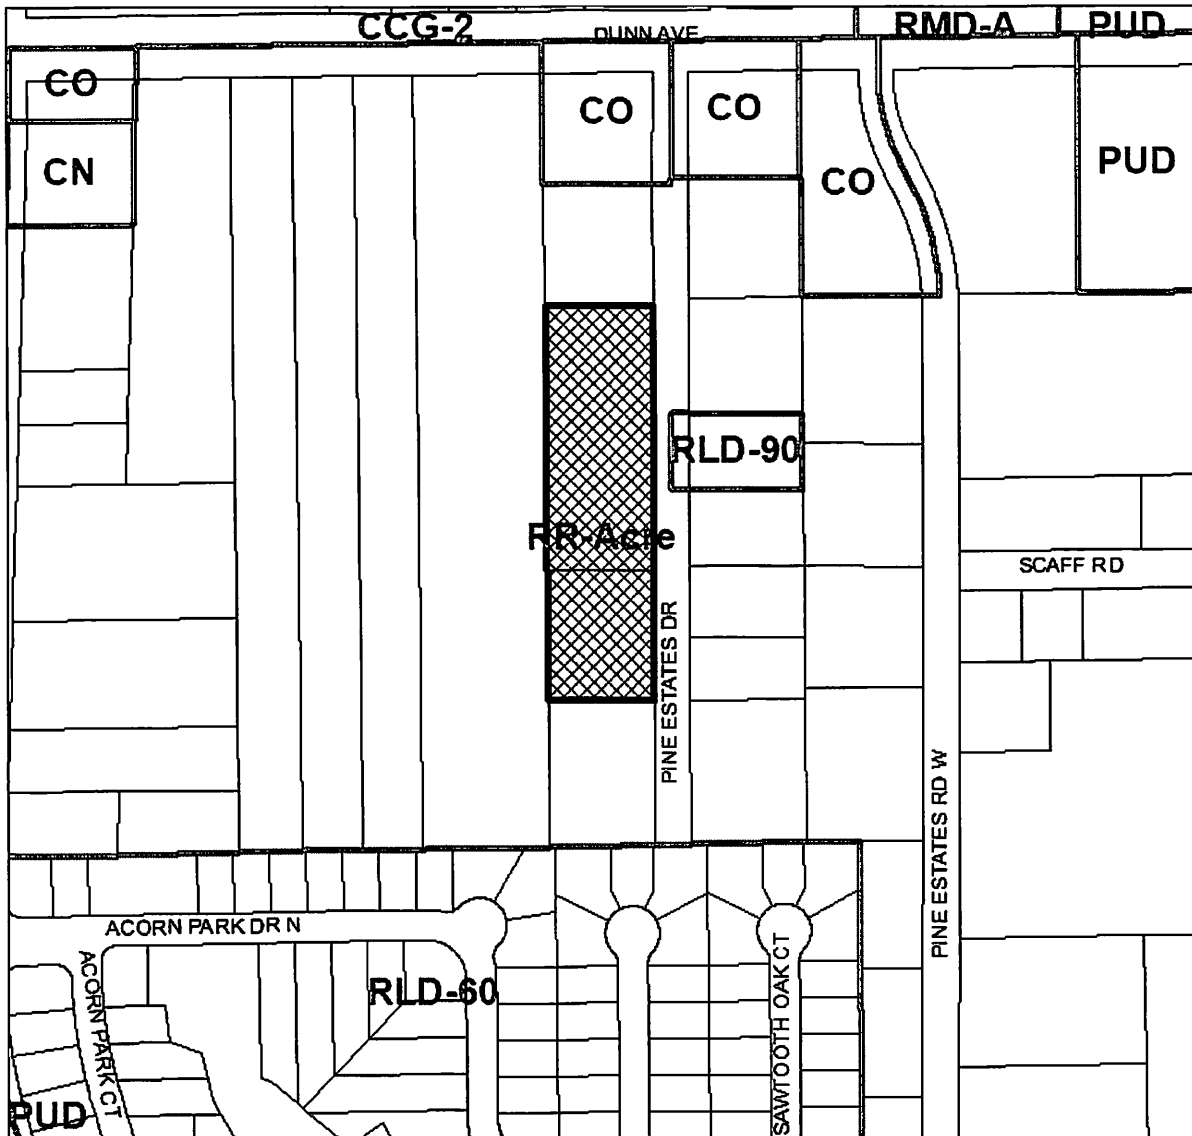 CCG-2
DUNN AVE
RMD-A
PUD
CO
CO
CO
CN
CO
PUD
RLD-90
RR-Acre
SCAFF RD
PINE ESTATES DR
PINE ESTATES RD W
ACORN PARK DR N
ACORN PARK CT
RLD-60
SAWTOOTH OAK CT
PUD